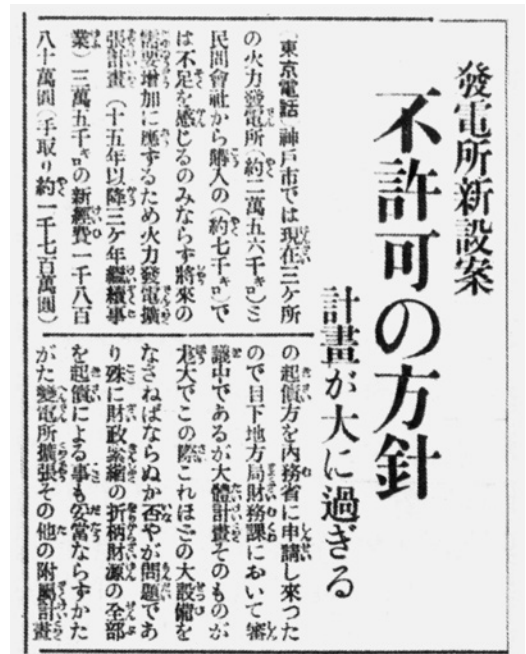 發電所新設案
不許可の方針
計畫が大に過ぎる
【東京電話】神戸市では現在三ケ所
の火力發電所(約二萬五六千キロ)と
民間會社から購入の(約七千キロ)で
は不足を感じるのみならず將來の
需要增加に應ずるため火力發電擴
張計畫(十五年以降三ケ年繼續事
業)三萬五千キロの新經費一千八百
八十萬圓(手取り約一千七百萬圓)
の起債方を內務省に申請し來つた
ので目下地方局財務課において審
議中であるが大體計畫そのものが
尨大でこの際これほどの大設備を
なさねばならぬか否やが問題であ
り殊に財政緊縮の折柄財源の全部
を起債による事も妥當ならずかた
がた變電所擴張その他の附屬計畫